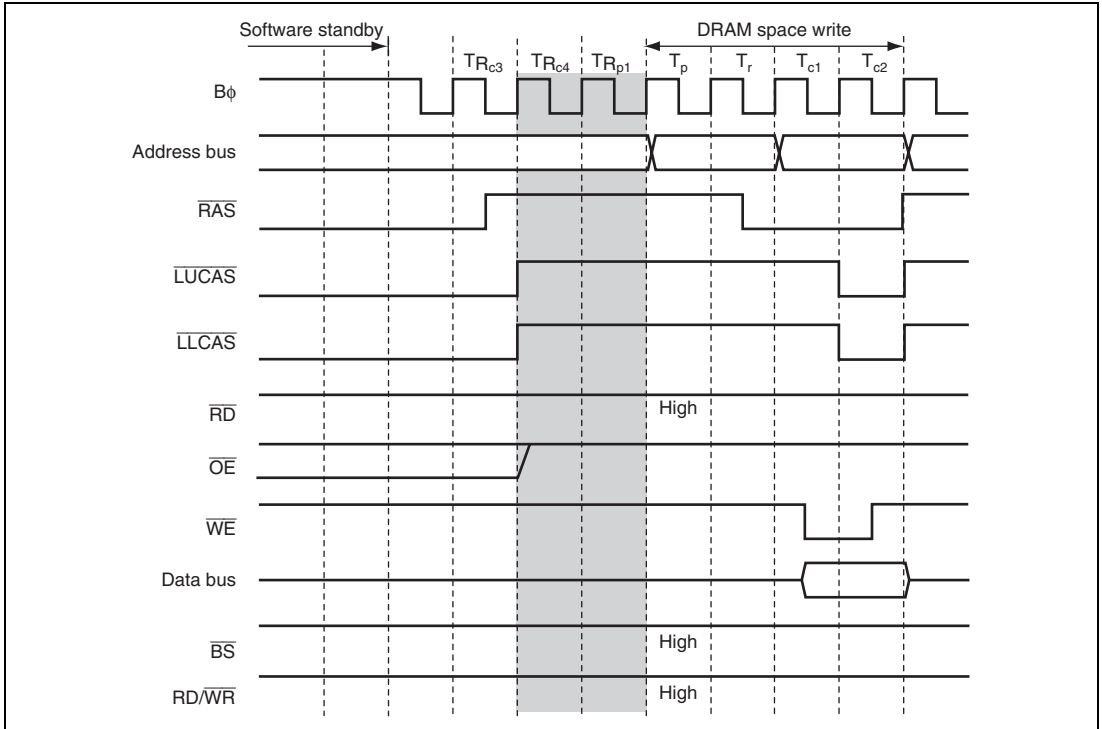 Software standby
DRAM space write
TRc3 TRc4 TRp1 Tp Tr Tc1 Tc2
Bφ
Address bus
RAS
LUCAS
LLCAS
RD
High
OE
WE
Data bus
BS
High
RD/WR
High